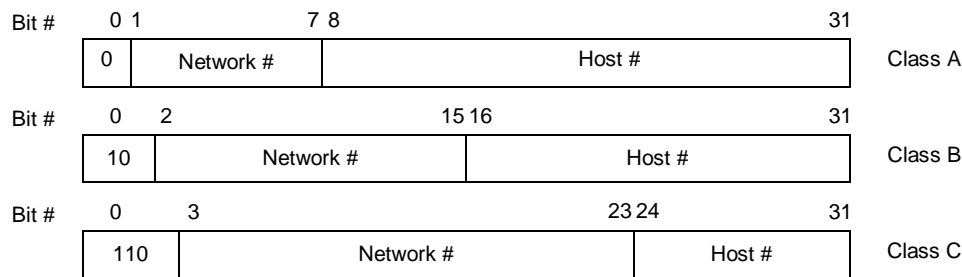 Bit # 0 1 7 8 31
0 Network # Host # Class A
Bit # 0 2 15 16 31
10 Network # Host # Class B
Bit # 0 3 23 24 31
110 Network # Host # Class C